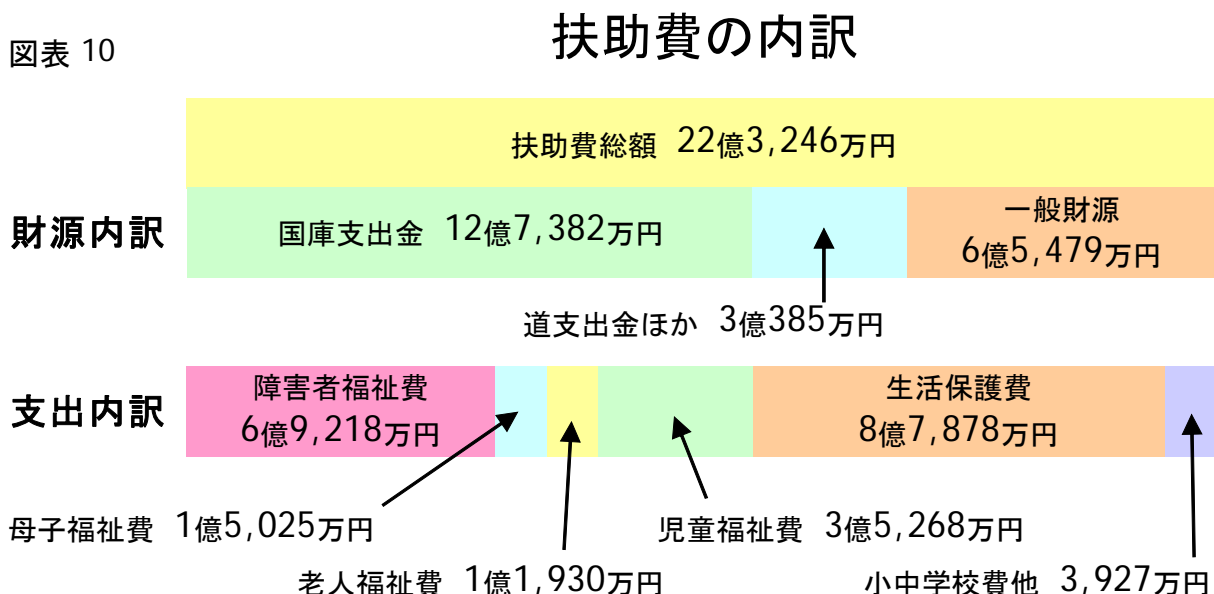 図表 10
扶助費の内訳
扶助費総額 22億3,246万円
財源内訳
国庫支出金 12億7,382万円
一般財源
6億5,479万円
道支出金ほか 3億385万円
支出内訳
障害者福祉費
6億9,218万円
生活保護費
8億7,878万円
母子福祉費 1億5,025万円
児童福祉費 3億5,268万円
老人福祉費 1億1,930万円
小中学校費他 3,927万円